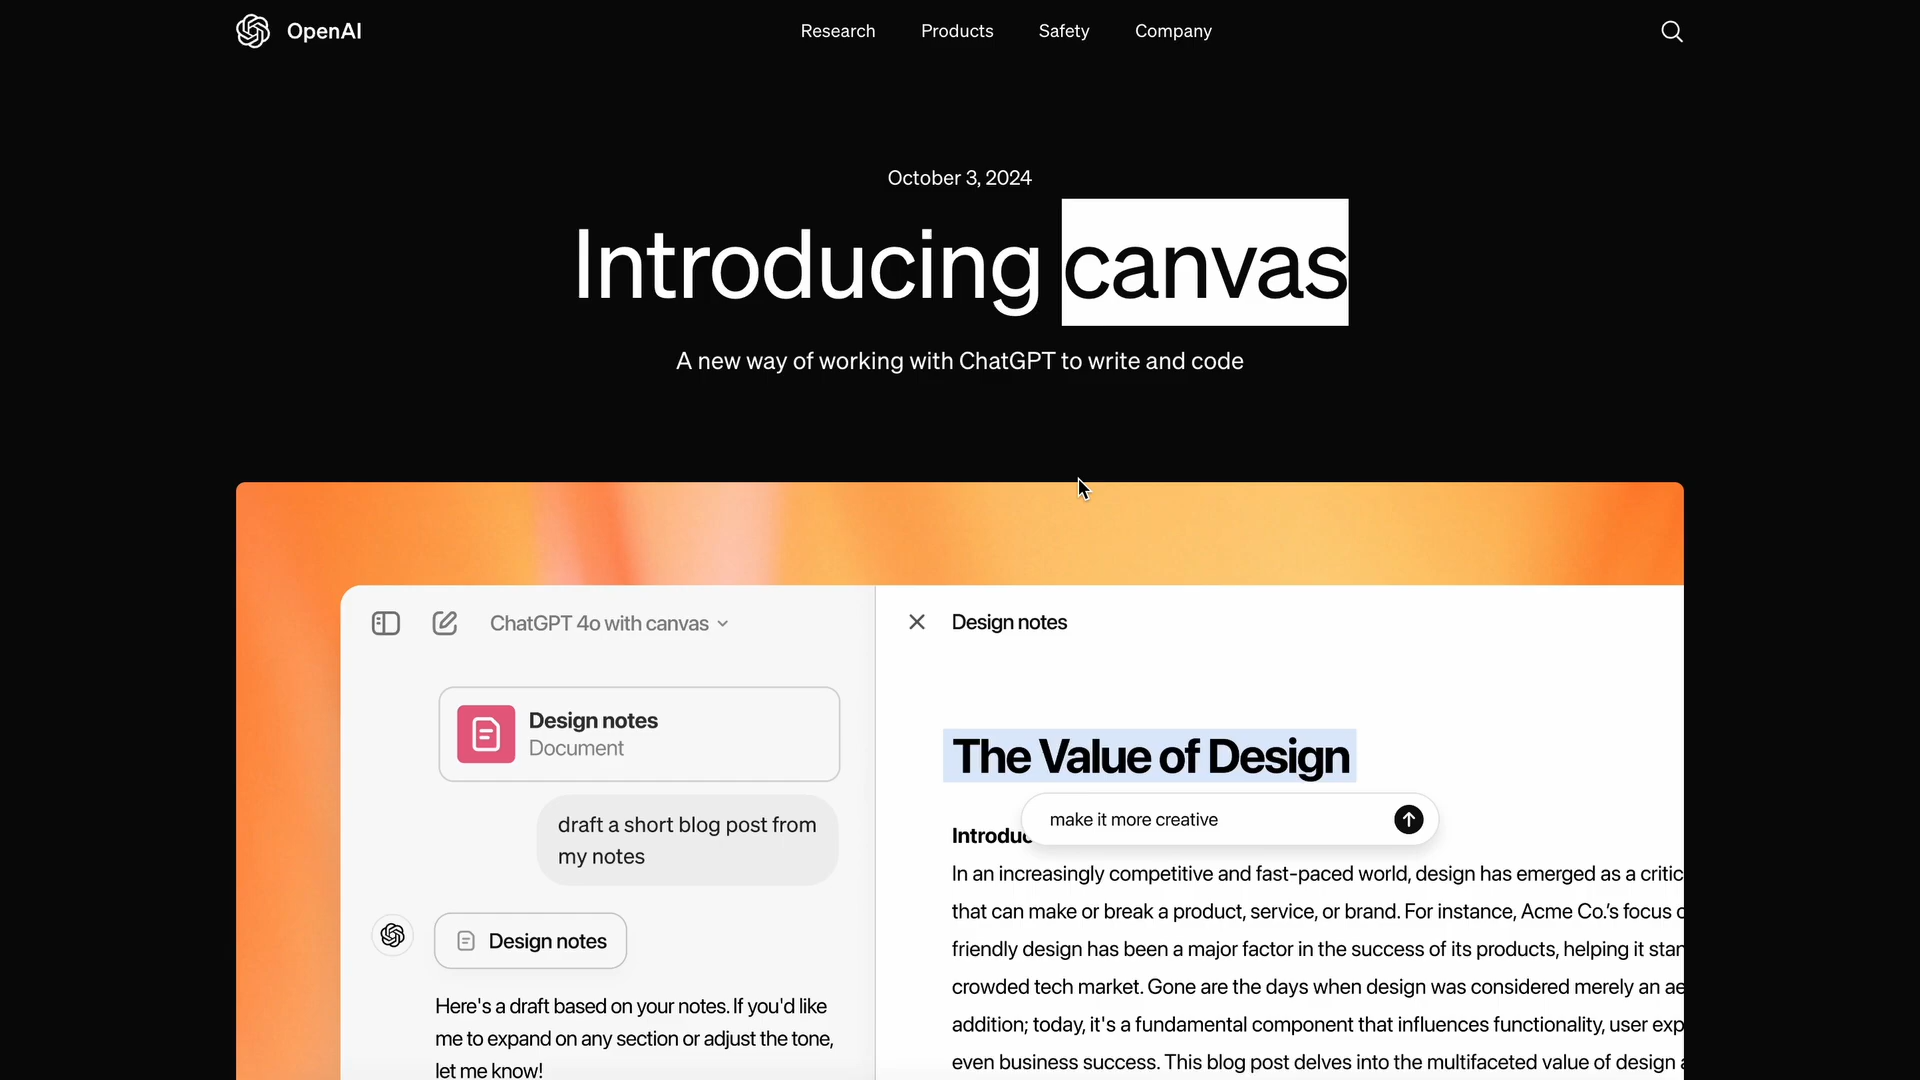 OpenAI
Research
Products
Safety
Company
October 3, 2024
Introducing canvas
A new way of working with ChatGPT to write and code
ChatGPT 4o with canvas
Design notes
Document
draft a short blog post from
my notes
Design notes
Here's a draft based on your notes. If you'd like
me to expand on any section or adjust the tone,
let me know!
Design notes
The Value of Design
make it more creative
In an increasingly competitive and fast-paced world, design has emerged as a
that can make or break a product, service, or brand. For instance, Acme Co.'s focus
friendly design has been a major factor in the success of its products, helping it
crowded tech market. Gone are the days when design was considered merely an
addition; today, it's a fundamental component that influences functionality, user
even business success. This blog post delves into the multifaceted value of design